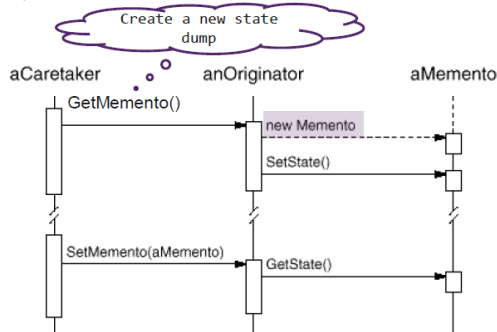 Create a new state
dump
aCaretaker
anOriginator
aMemento
GetMemento()
new Memento
SetState()
SetMemento(aMemento)
GetState()